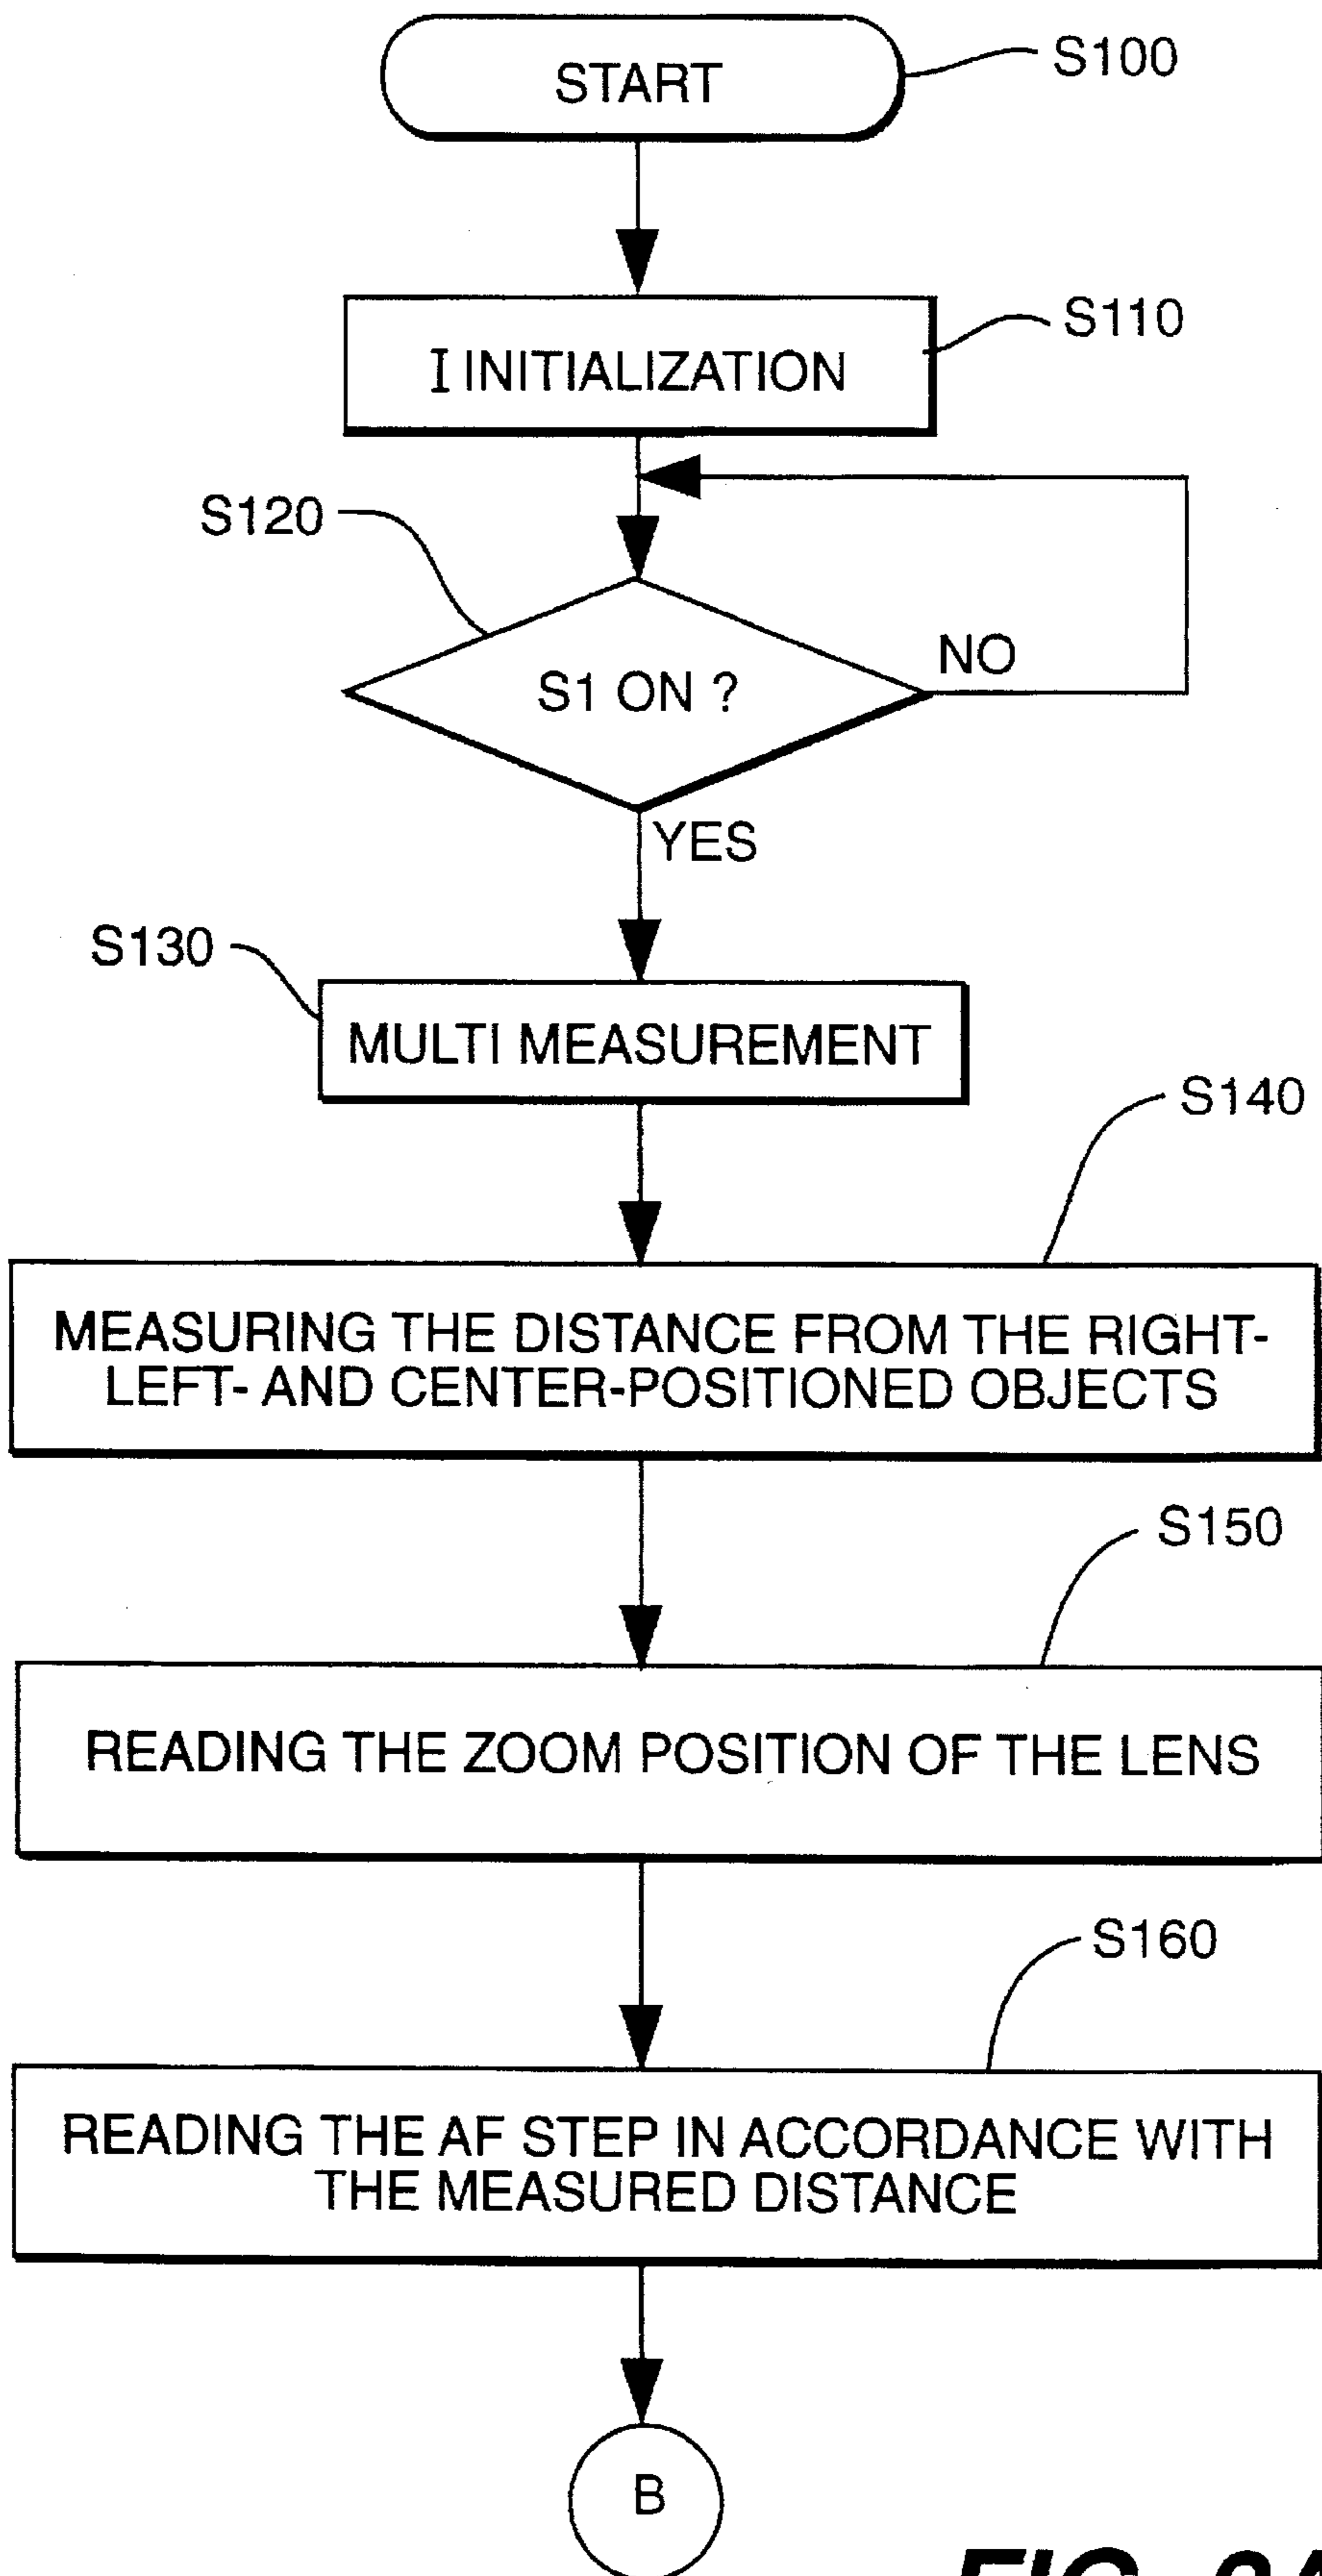 START
S100
I INITIALIZATION
S110
S120
S1 ON ?
NO
YES
S130
MULTI MEASUREMENT
S140
MEASURING THE DISTANCE FROM THE RIGHT-
LEFT- AND CENTER-POSITIONED OBJECTS
S150
READING THE ZOOM POSITION OF THE LENS
S160
READING THE AF STEP IN ACCORDANCE WITH
THE MEASURED DISTANCE
B